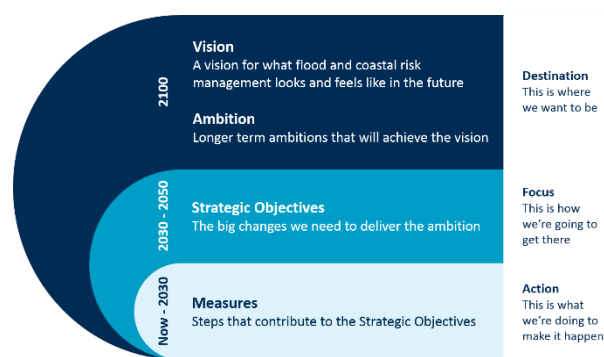 2100
Vision
A vision for what flood and coastal risk
management looks and feels like in the future
Ambition
Longer term ambitions that will achieve the vision
Destination
This is where
we want to be
2030 - 2050
Strategic Objectives
The big changes we need to deliver the ambition
Focus
This is how
we're going to
get there
Now - 2030
Measures
Steps that contribute to the Strategic Objectives
Action
This is what
we're doing to
make it happen